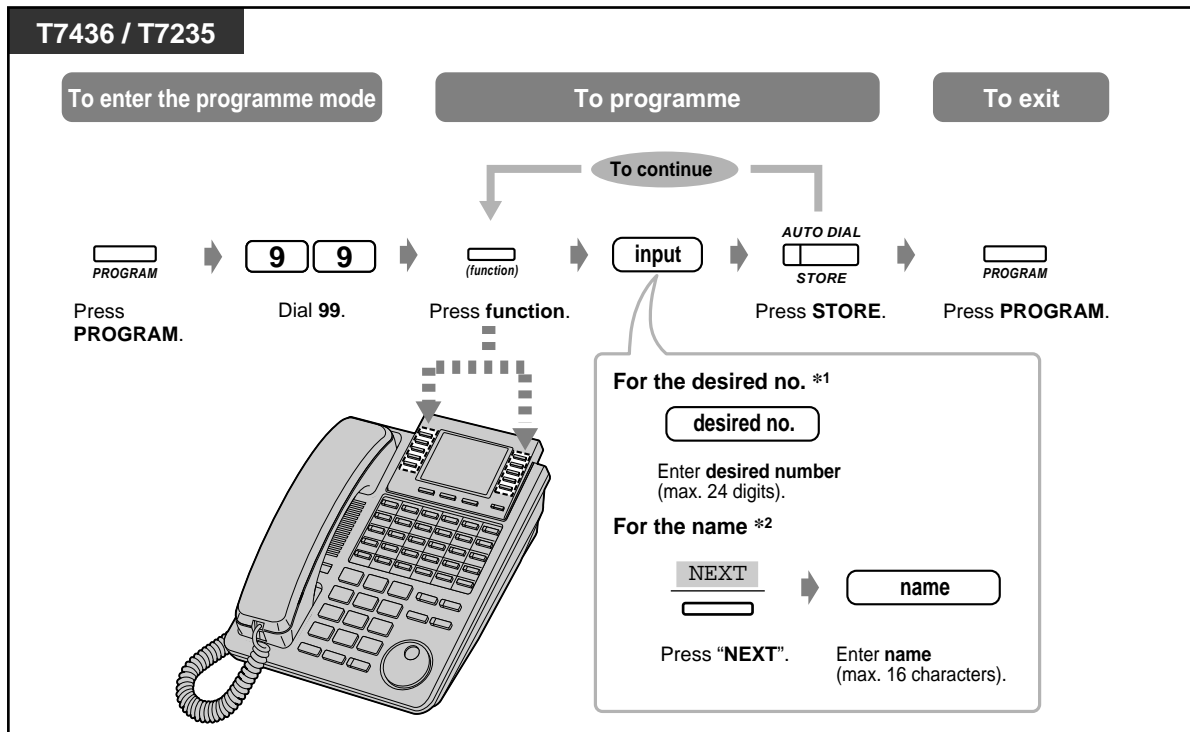 T7436 / T7235
To enter the programme mode
To programme
To exit
To continue
PROGRAM
9 9
(function)
input
AUTO DIAL
STORE
PROGRAM
Press
PROGRAM.
Dial 99.
Press function.
Press STORE.
Press PROGRAM.
For the desired no. *1
desired no.
Enter desired number
(max. 24 digits).
For the name *2
NEXT
name
Press “NEXT”.
Enter name
(max. 16 characters).